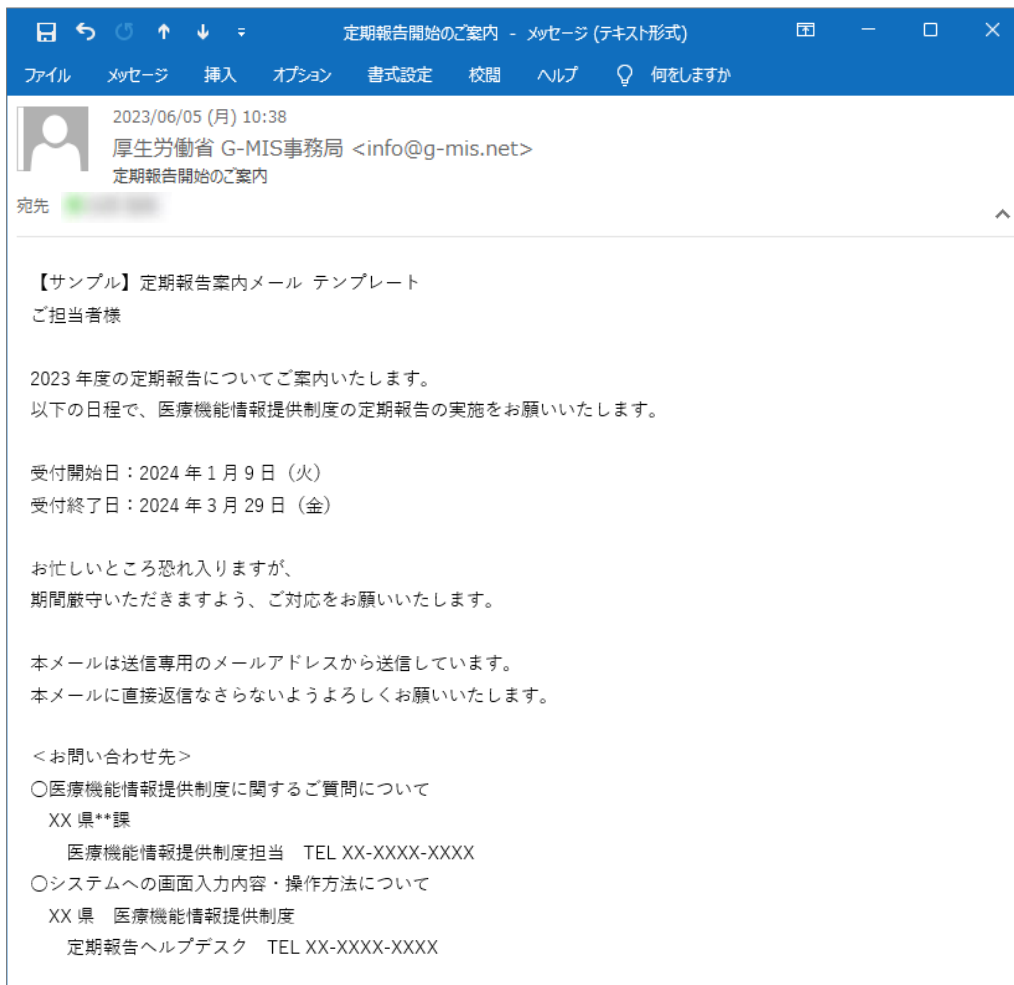 定期報告開始のご案内 - メッセージ (テキスト形式)
ファイル メッセージ 挿入 オプション 書式設定 校閲 ヘルプ 何をしますか
2023/06/05 (月) 10:38
厚生労働省 G-MIS事務局 <info@g-mis.net>
定期報告開始のご案内
宛先
【サンプル】定期報告案内メール テンプレート
ご担当者様
2023 年度の定期報告についてご案内いたします。
以下の日程で、医療機能情報提供制度の定期報告の実施をお願いいたします。
受付開始日：2024 年 1 月 9 日（火）
受付終了日：2024 年 3 月 29 日（金）
お忙しいところ恐れ入りますが、
期間厳守いただきますよう、ご対応をお願いいたします。
本メールは送信専用のメールアドレスから送信しています。
本メールに直接返信なさらないようよろしくお願いいたします。
＜お問い合わせ先＞
〇医療機能情報提供制度に関するご質問について
XX 県**課
医療機能情報提供制度担当　TEL XX-XXXX-XXXX
〇システムへの画面入力内容・操作方法について
XX 県　医療機能情報提供制度
定期報告ヘルプデスク　TEL XX-XXXX-XXXX